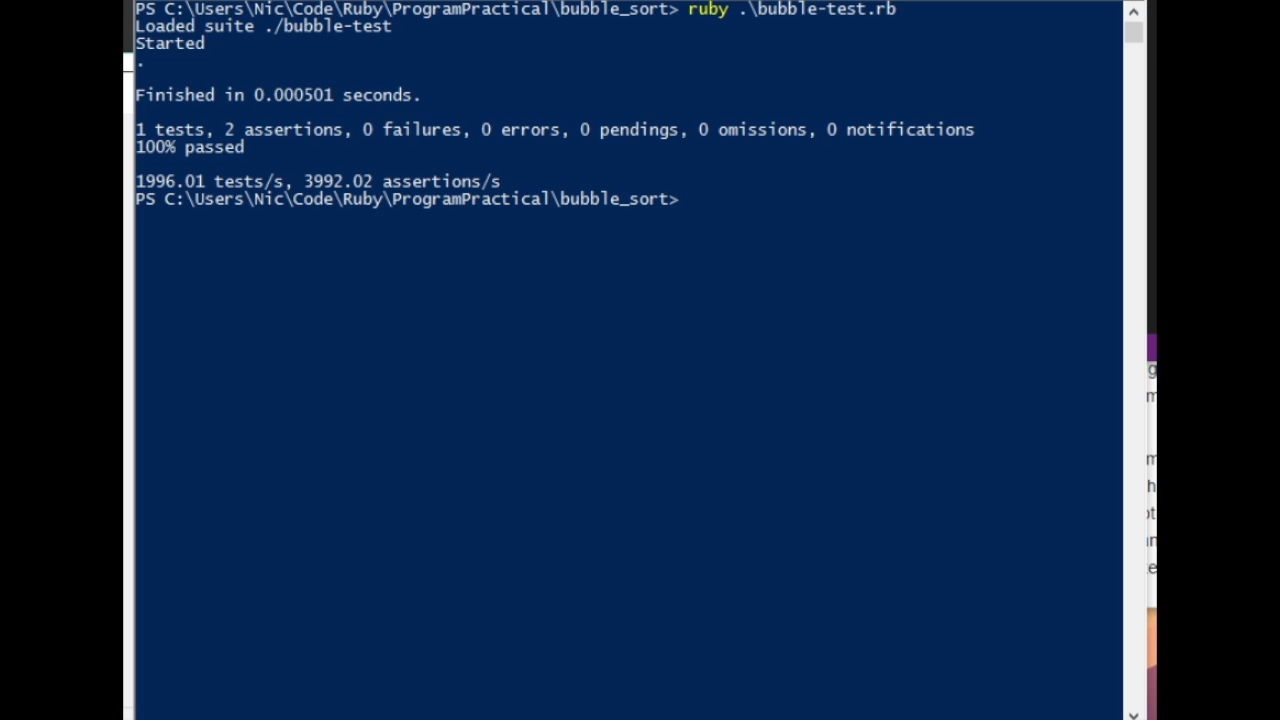 PS C:\Users\Nic\Code\Ruby\ProgramPractical\bubble_sort> ruby .\bubble-test.rb
Loaded suite ./bubble-test
Started
.
Finished in 0.000501 seconds.
1 tests, 2 assertions, 0 failures, 0 errors, 0 pendings, 0 omissions, 0 notifications
100% passed
1996.01 tests/s, 3992.02 assertions/s
PS C:\Users\Nic\Code\Ruby\ProgramPractical\bubble_sort>